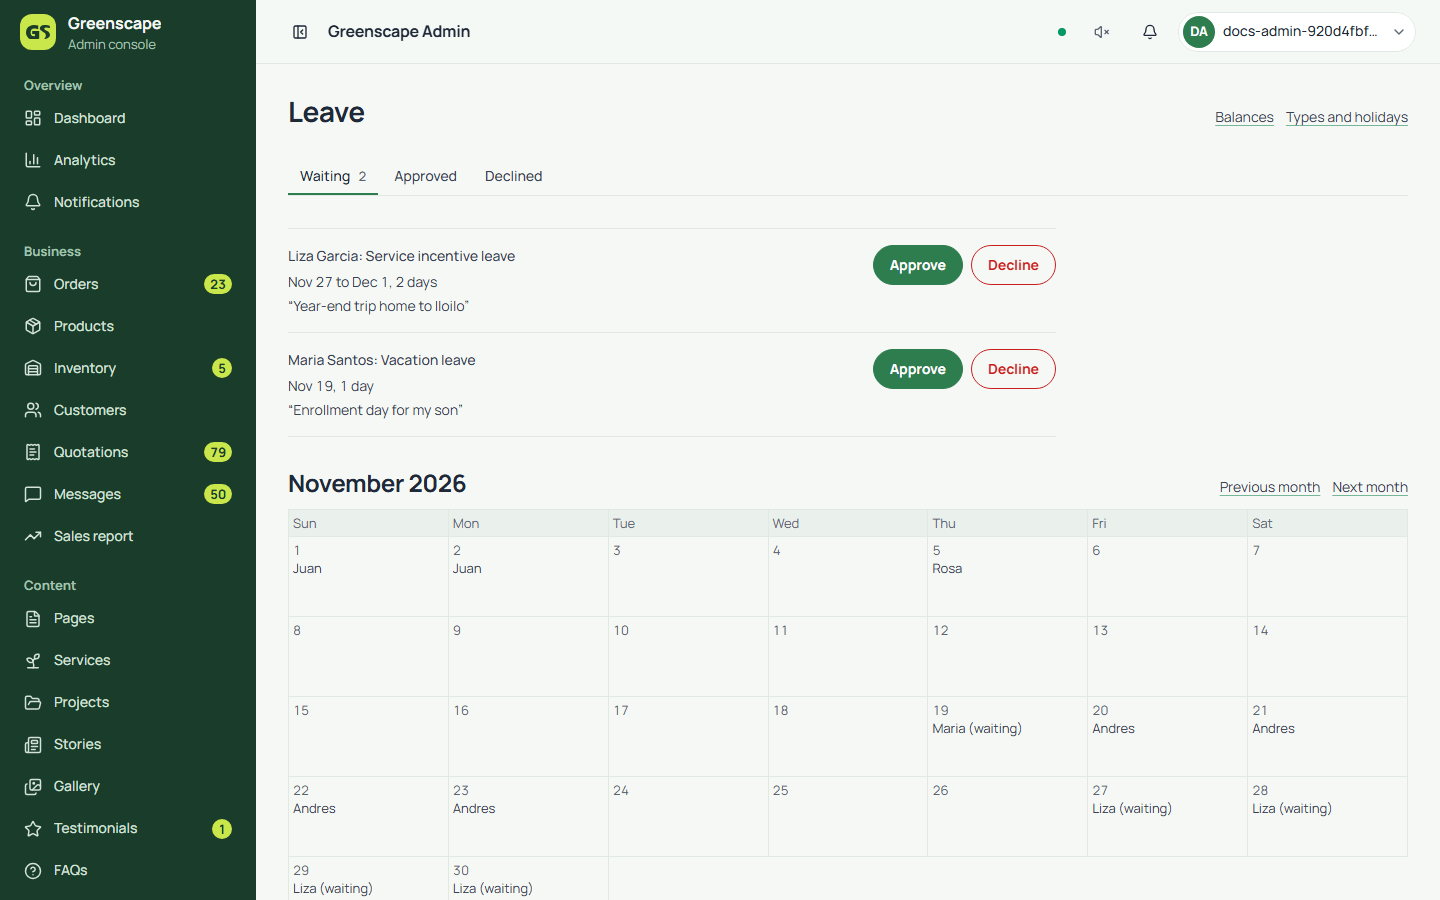 GS
Greenscape
Admin console
Overview
Dashboard
Analytics
Notifications
Business
Orders 23
Products
Inventory 5
Customers
Quotations 79
Messages 50
Sales report
Content
Pages
Services
Projects
Stories
Gallery
Testimonials 1
FAQs
Greenscape Admin
DA docs-admin-920d4fbf...
Leave
Balances Types and holidays
Waiting 2 Approved Declined
Liza Garcia: Service incentive leave
Nov 27 to Dec 1, 2 days
“Year-end trip home to Iloilo”
Approve Decline
Maria Santos: Vacation leave
Nov 19, 1 day
“Enrollment day for my son”
Approve Decline
November 2026
Previous month Next month
Sun Mon Tue Wed Thu Fri Sat
1 2 3 4 5 6 7
Juan Juan Rosa
8 9 10 11 12 13 14
15 16 17 18 19 20 21
Maria (waiting) Andres Andres
22 23 24 25 26 27 28
Andres Andres Liza (waiting) Liza (waiting)
29 30
Liza (waiting) Liza (waiting)